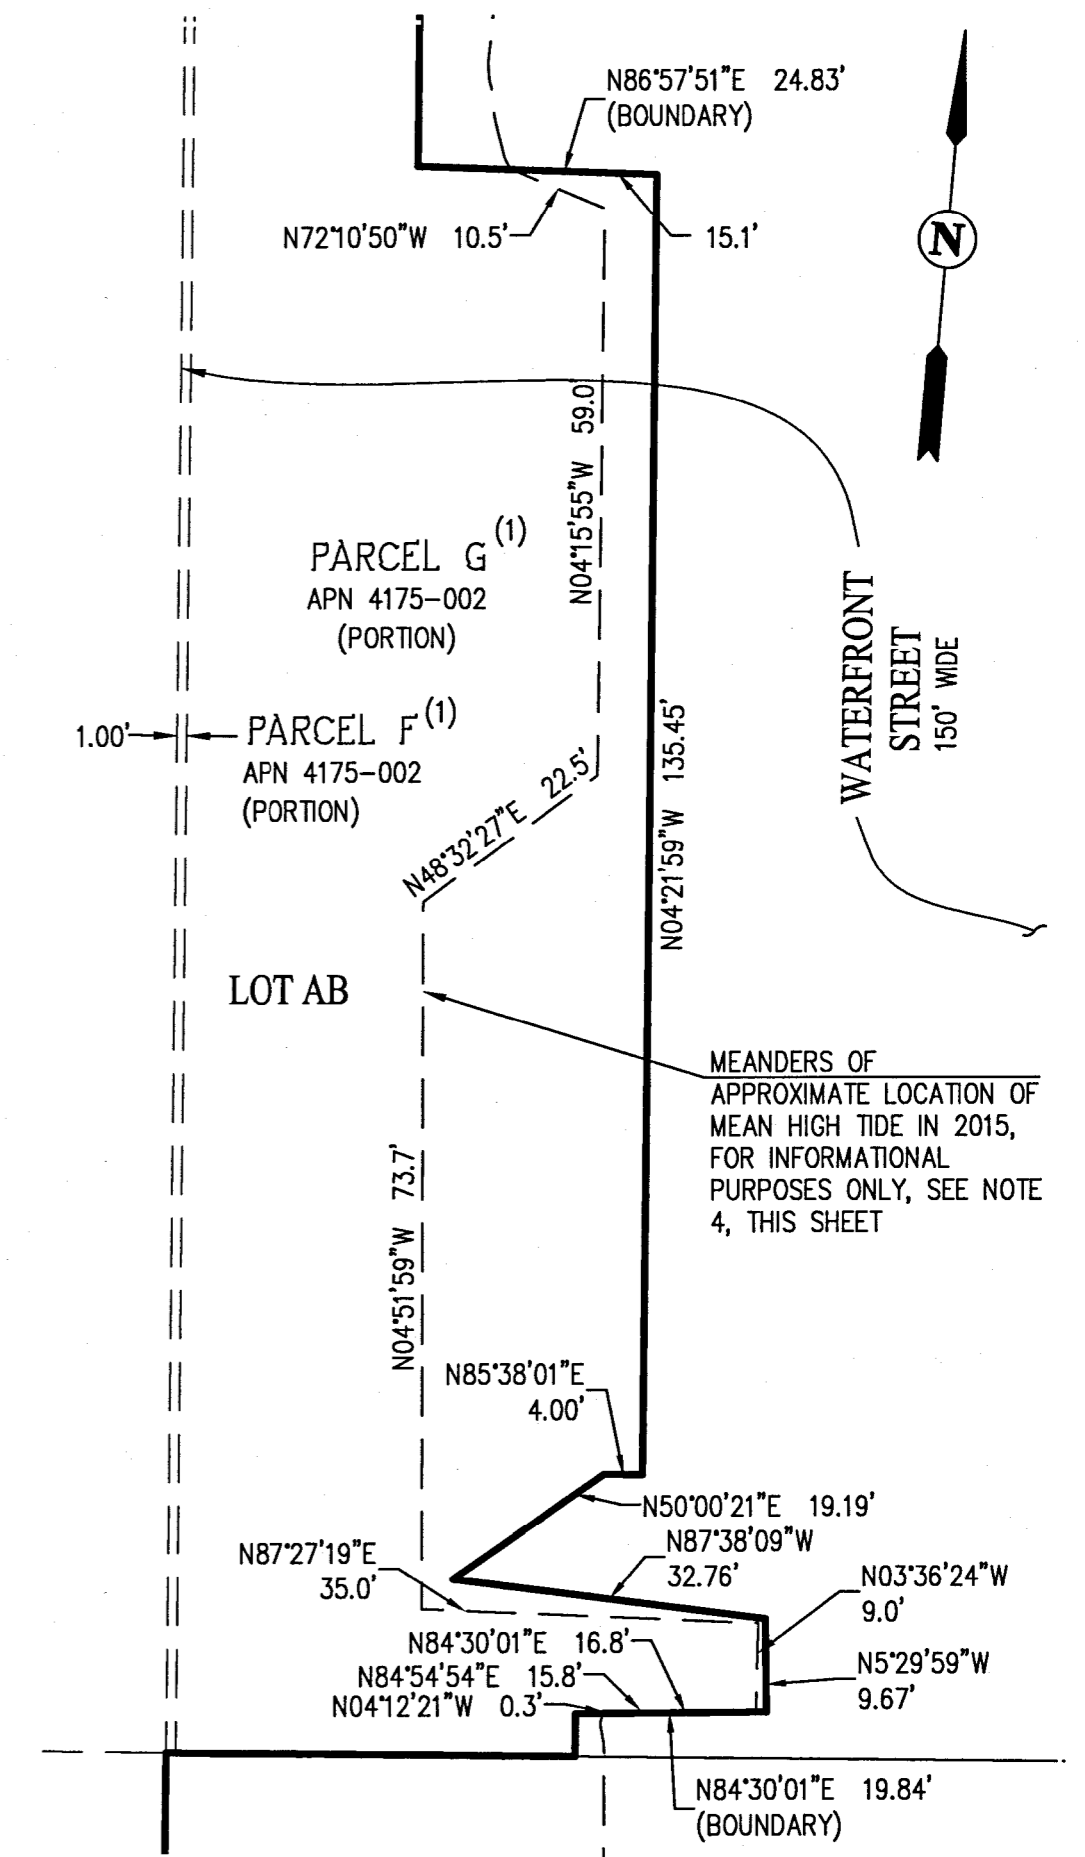 N86°57'51"E 24.83'
(BOUNDARY)
N72°10'50"W 10.5'
15.1'
N
N04°15'55"W 59.0'
PARCEL G (1)
APN 4175-002
(PORTION)
WATERFRONT
STREET
150' WIDE
1.00'
PARCEL F (1)
APN 4175-002
(PORTION)
N04°21'59"W 135.45'
N48°32'27"E 22.5'
LOT AB
MEANDERS OF
APPROXIMATE LOCATION OF
MEAN HIGH TIDE IN 2015,
FOR INFORMATIONAL
PURPOSES ONLY, SEE NOTE
4, THIS SHEET
N04°51'59"W 73.7'
N85°38'01"E
4.00'
N50°00'21"E 19.19'
N87°38'09"W
32.76'
N87°27'19"E
35.0'
N03°36'24"W
9.0'
N84°30'01"E 16.8'
N84°54'54"E 15.8'
N04°12'21"W 0.3'
N5°29'59"W
9.67'
N84°30'01"E 19.84'
(BOUNDARY)